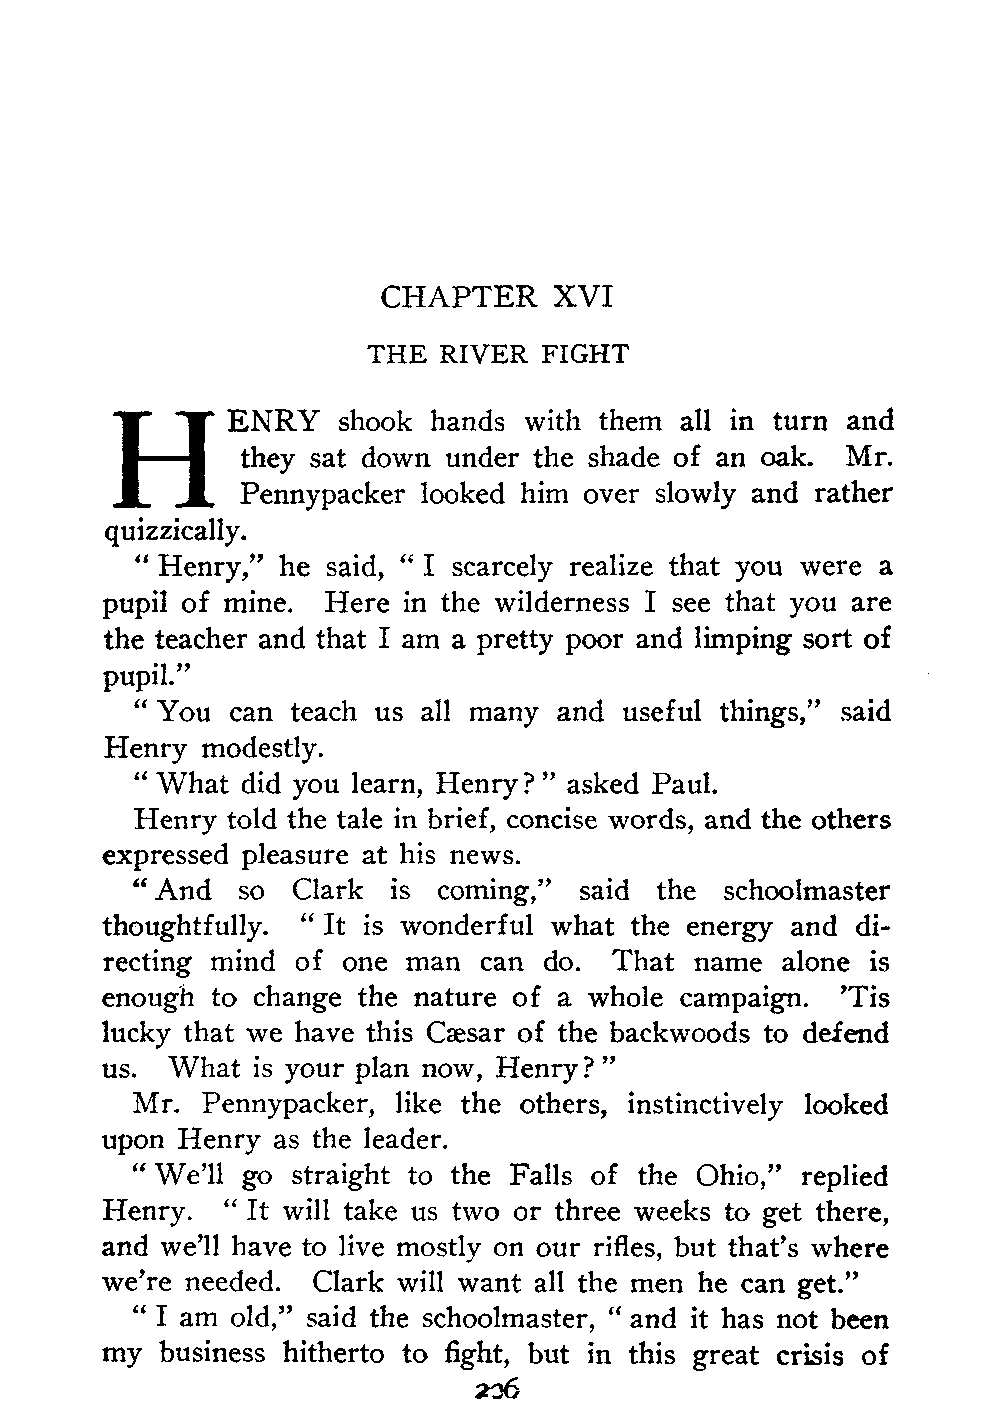 CHAPTER XVI
THE RIVER FIGHT
HENRY shook hands with them all in turn and
they sat down under the shade of an oak. Mr.
Pennypacker looked him over slowly and rather
quizzically.
“ Henry,” he said, “ I scarcely realize that you were a
pupil of mine. Here in the wilderness I see that you are
the teacher and that I am a pretty poor and limping sort of
pupil.”
“ You can teach us all many and useful things,” said
Henry modestly.
“ What did you learn, Henry? ” asked Paul.
Henry told the tale in brief, concise words, and the others
expressed pleasure at his news.
“ And so Clark is coming,” said the schoolmaster
thoughtfully. “ It is wonderful what the energy and di-
recting mind of one man can do. That name alone is
enough to change the nature of a whole campaign. ’Tis
lucky that we have this Cæsar of the backwoods to defend
us. What is your plan now, Henry? ”
Mr. Pennypacker, like the others, instinctively looked
upon Henry as the leader.
“ We’ll go straight to the Falls of the Ohio,” replied
Henry. “ It will take us two or three weeks to get there,
and we’ll have to live mostly on our rifles, but that’s where
we’re needed. Clark will want all the men he can get.”
“ I am old,” said the schoolmaster, “ and it has not been
my business hitherto to fight, but in this great crisis of